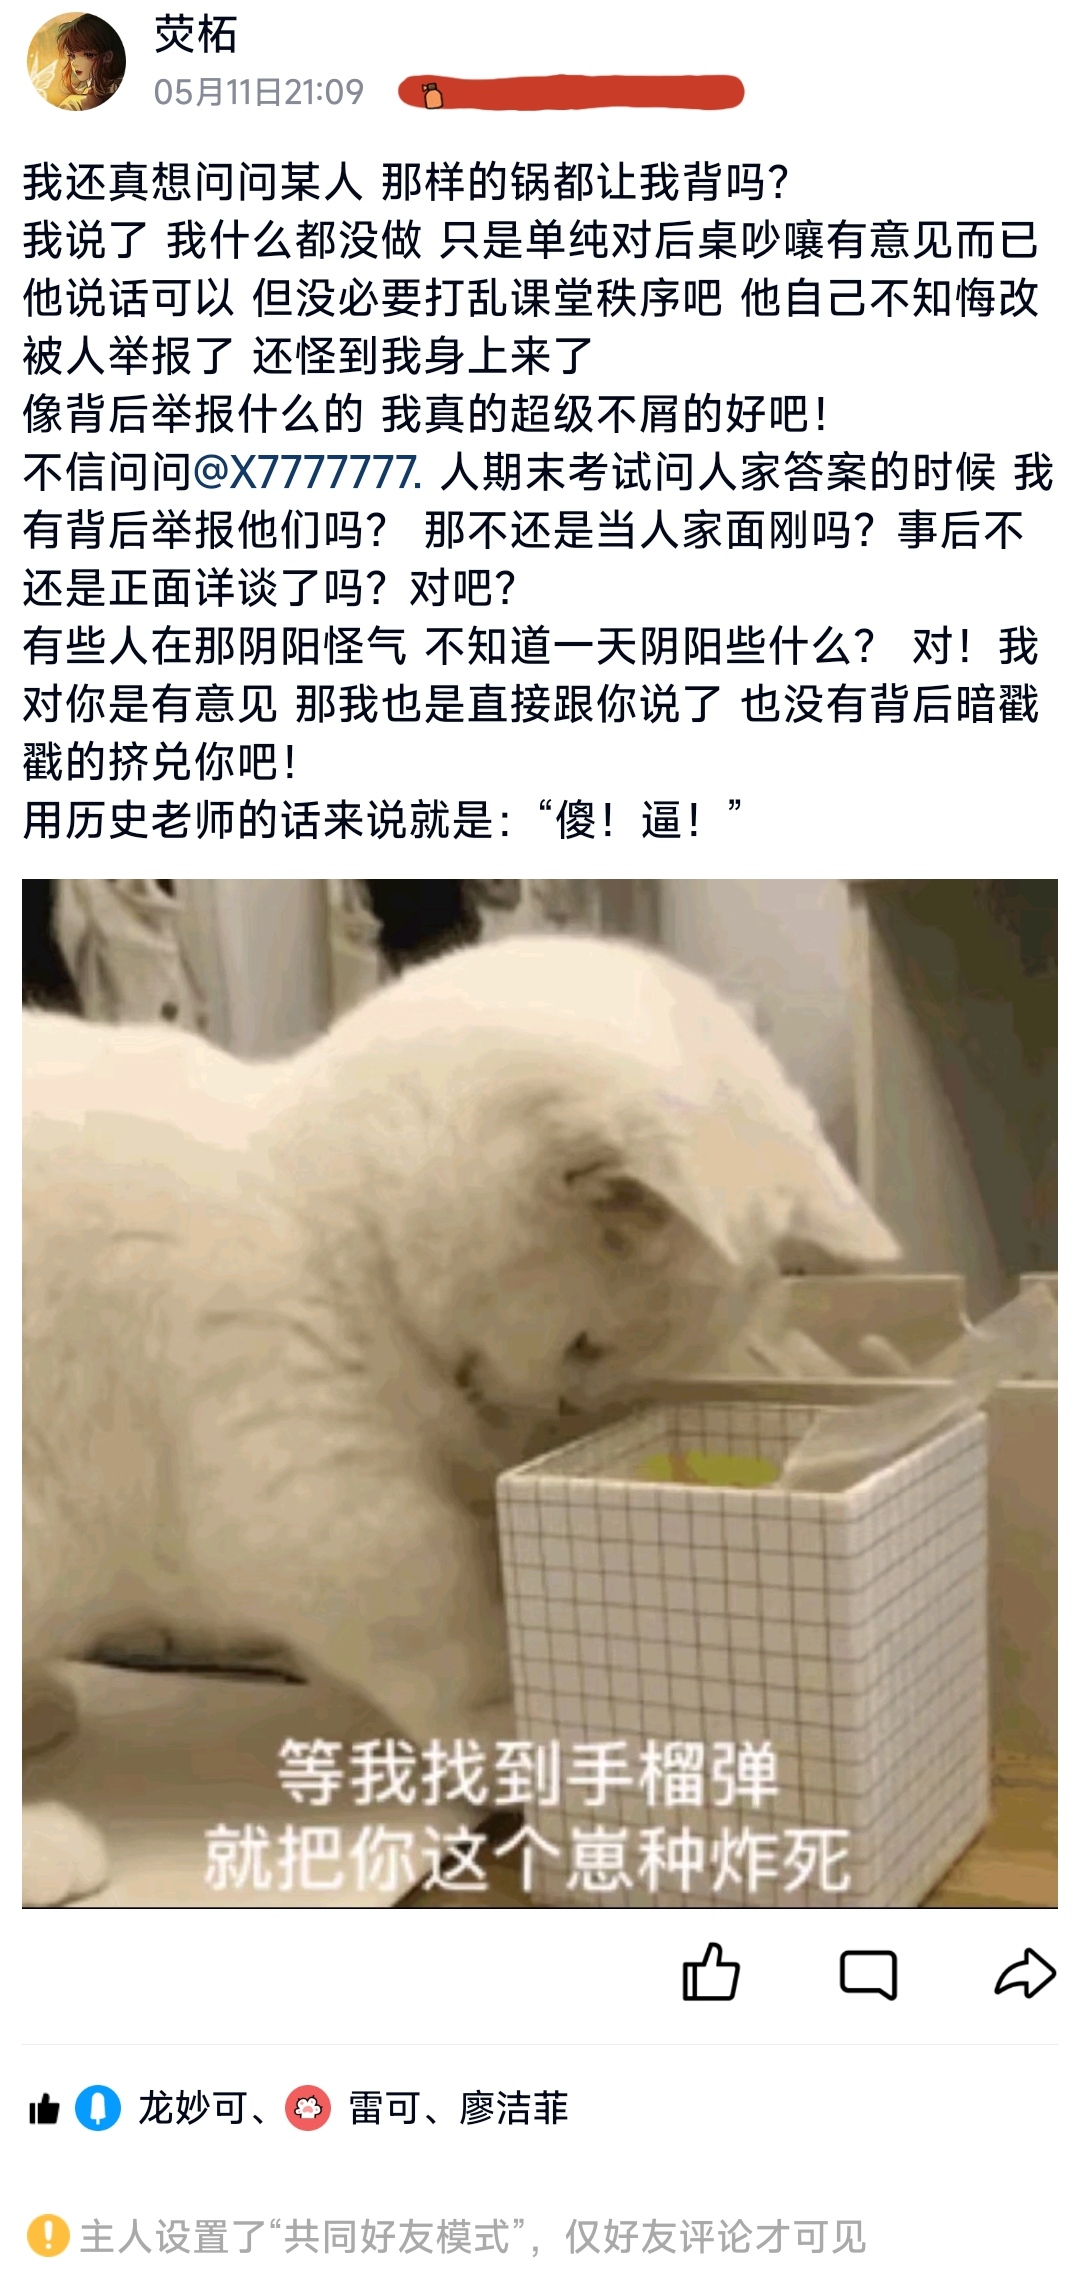 荧柘
05月11日21:09
我还真想问问某人 那样的锅都让我背吗?
我说了 我什么都没做 只是单纯对后桌吵嚷有意见而已
他说话可以 但没必要打乱课堂秩序吧 他自己不知悔改
被人举报了 还怪到我身上来了
像背后举报什么的 我真的超级不屑的好吧!
不信问问@X7777777. 人期末考试问人家答案的时候 我
有背后举报他们吗? 那不还是当人家面刚吗? 事后不
还是正面详谈了吗? 对吧?
有些人在那阴阳怪气 不知道一天阴阳些什么? 对! 我
对你是有意见 那我也是直接跟你说了 也没有背后暗戳
戳的挤兑你吧!
用历史老师的话来说就是: “傻! 逼! ”
等我找到手榴弹
就把你这个崽种炸死
龙妙可、雷可、廖洁菲
主人设置了“共同好友模式”, 仅好友评论才可见